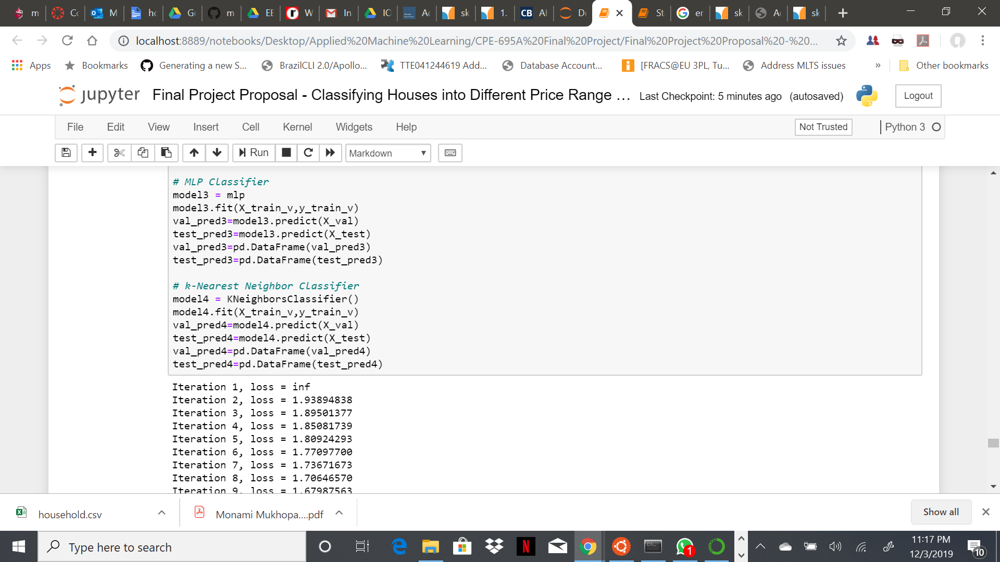 m
Cc
M
hc
Gc
m
EE
W
In
IC
Ac
sk
1.
CB
Al
De
St
er
sk
Ac
sk
localhost:8889/notebooks/Desktop/Applied%20Machine%20Learning/CPE-695A%20Final%20Project/Final%20Project%20Proposal%20-%20...
Apps
Bookmarks
Generating a new S...
BrazilCLI 2.0/Apollo...
TTE041244619 Add...
Database Account...
[FRACS@EU 3PL, Tu...
Address MLTS issues
»
Other bookmarks
jupyter
Final Project Proposal - Classifying Houses into Different Price Range ...
Last Checkpoint: 5 minutes ago (autosaved)
Logout
File Edit View Insert Cell Kernel Widgets Help
Not Trusted
Python 3
Run
Markdown
# MLP Classifier
model3 = mlp
model3.fit(X_train_v,y_train_v)
val_pred3=model3.predict(X_val)
test_pred3=model3.predict(X_test)
val_pred3=pd.DataFrame(val_pred3)
test_pred3=pd.DataFrame(test_pred3)
# k-Nearest Neighbor Classifier
model4 = KNeighborsClassifier()
model4.fit(X_train_v,y_train_v)
val_pred4=model4.predict(X_val)
test_pred4=model4.predict(X_test)
val_pred4=pd.DataFrame(val_pred4)
test_pred4=pd.DataFrame(test_pred4)
Iteration 1, loss = inf
Iteration 2, loss = 1.93894838
Iteration 3, loss = 1.89501377
Iteration 4, loss = 1.85081739
Iteration 5, loss = 1.80924293
Iteration 6, loss = 1.77097700
Iteration 7, loss = 1.73671673
Iteration 8, loss = 1.70646570
Iteration 9, loss = 1.67987563
household.csv
Monami Mukhopa....pdf
Show all
Type here to search
N
1
11:17 PM
12/3/2019
10